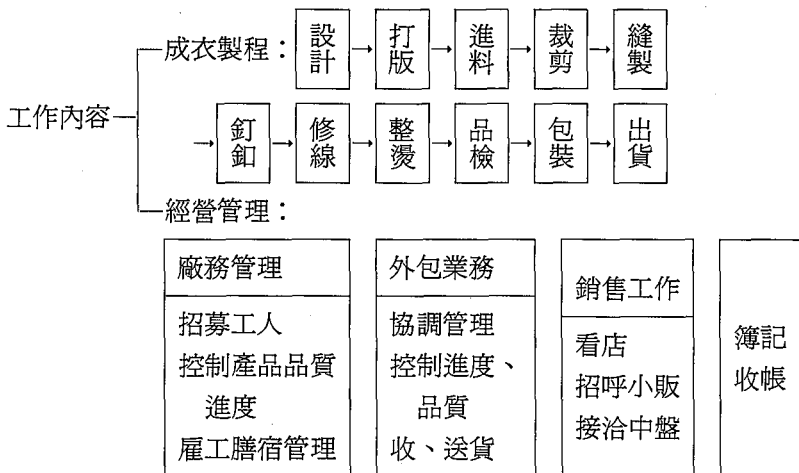 工作內容
成衣製程：設計→打版→進料→裁剪→縫製
→釘釦→修線→整燙→品檢→包裝→出貨
經營管理：
廠務管理
招募工人
控制產品品質
進度
雇工膳宿管理
外包業務
協調管理
控制進度、
品質
收、送貨
銷售工作
看店
招呼小販
接洽中盤
簿記
收帳